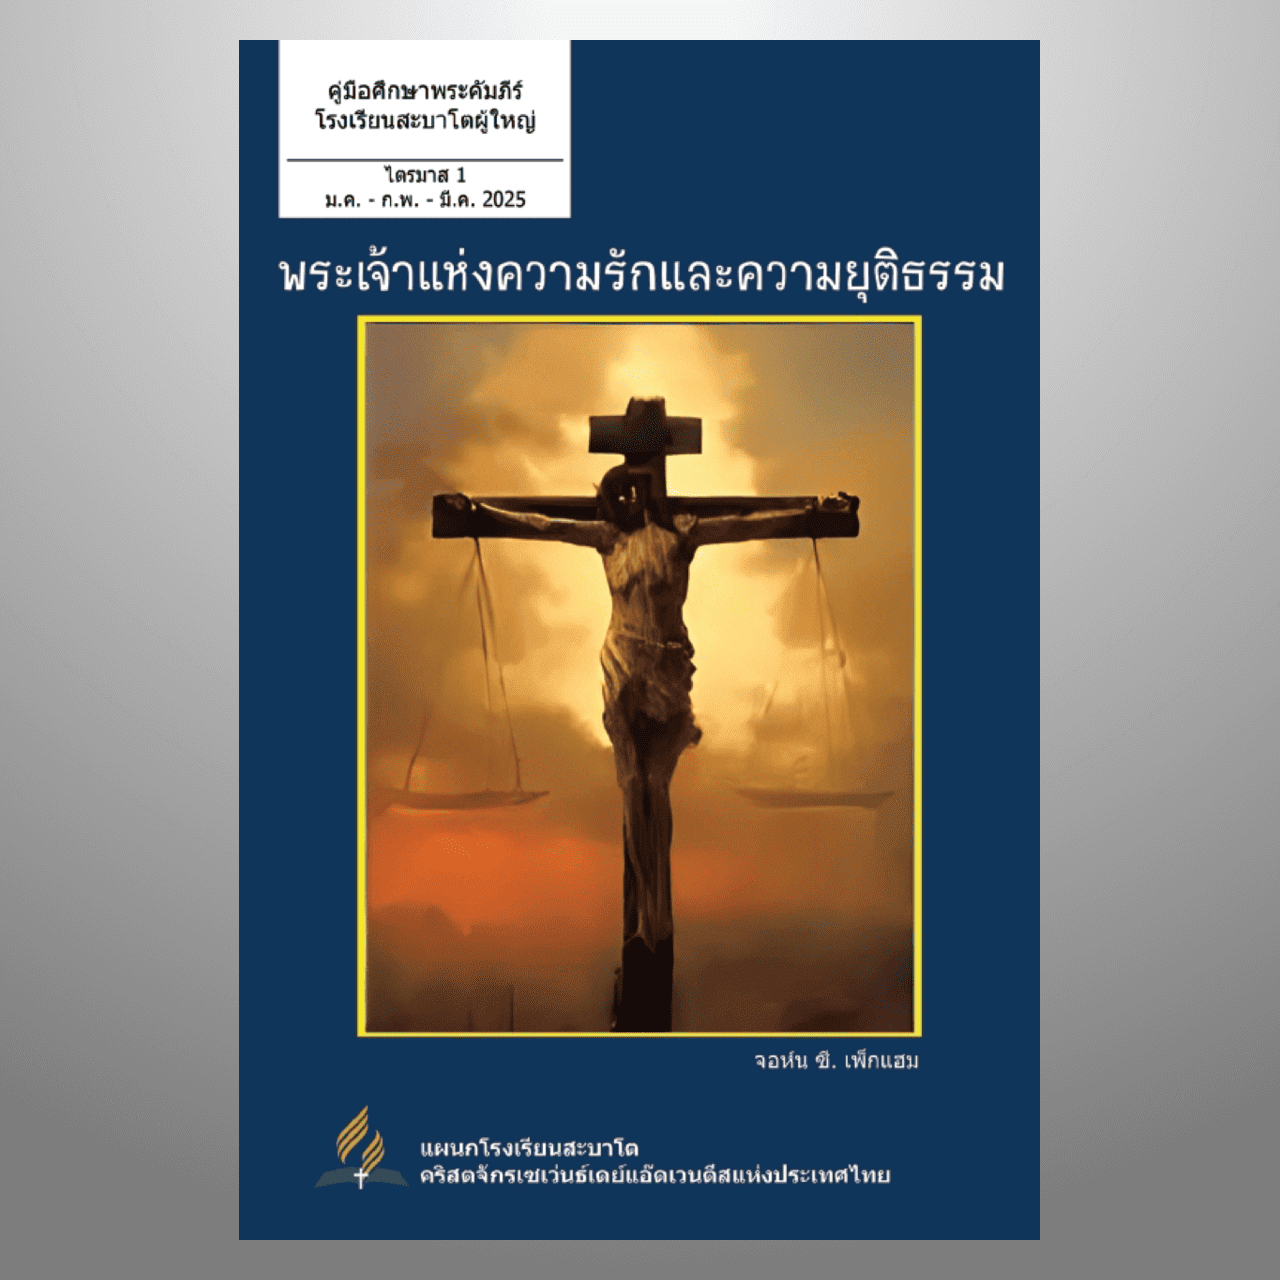 คู่มือศึกษาพระคัมภีร์
โรงเรียนสะบาโตผู้ใหญ่
ไตรมาส 1
ม.ค. - ก.พ. - มี.ค. 2025
พระเจ้าแห่งความรักและความยุติธรรม
จอห์น ซี. เพ็กแฮม
แผนกโรงเรียนสะบาโต
คริสตจักรเซเว่นธ์เดย์แอ๊ดเวนตีสแห่งประเทศไทย